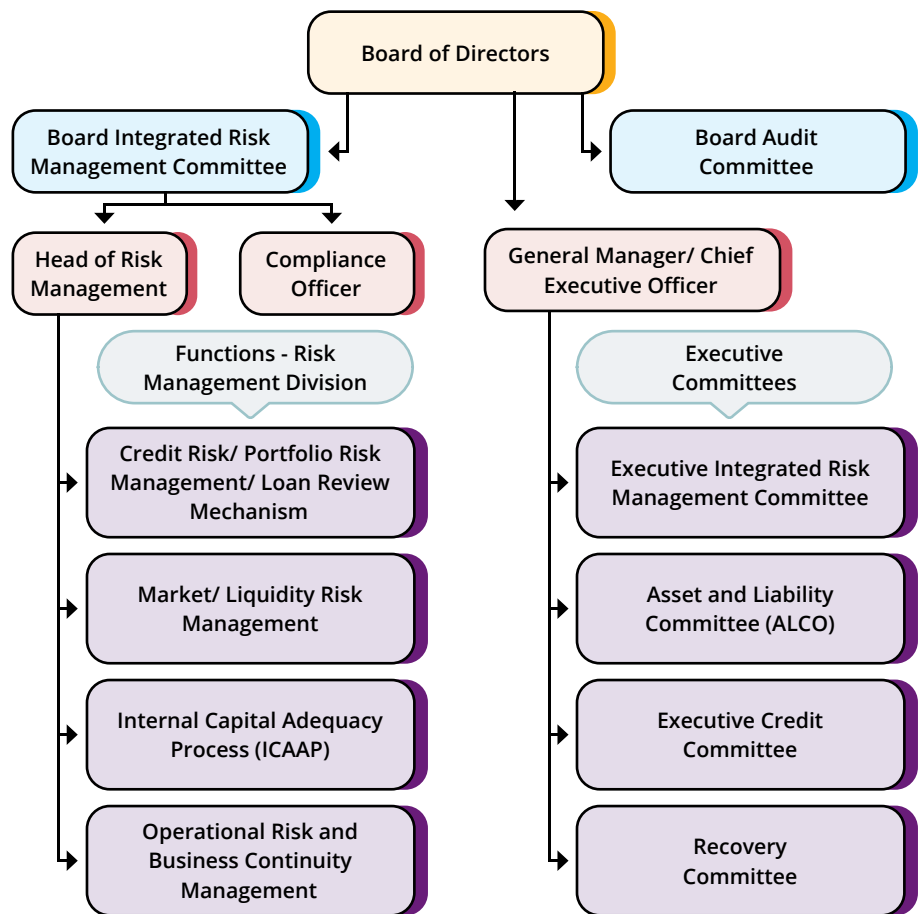 Board of Directors
Board Integrated Risk
Management Committee
Board Audit
Committee
Head of Risk
Management
Compliance
Officer
General Manager/ Chief
Executive Officer
Functions - Risk
Management Division
Executive
Committees
Credit Risk/ Portfolio Risk
Management/ Loan Review
Mechanism
Executive Integrated Risk
Management Committee
Market/ Liquidity Risk
Management
Asset and Liability
Committee (ALCO)
Internal Capital Adequacy
Process (ICAAP)
Executive Credit
Committee
Operational Risk and
Business Continuity
Management
Recovery
Committee